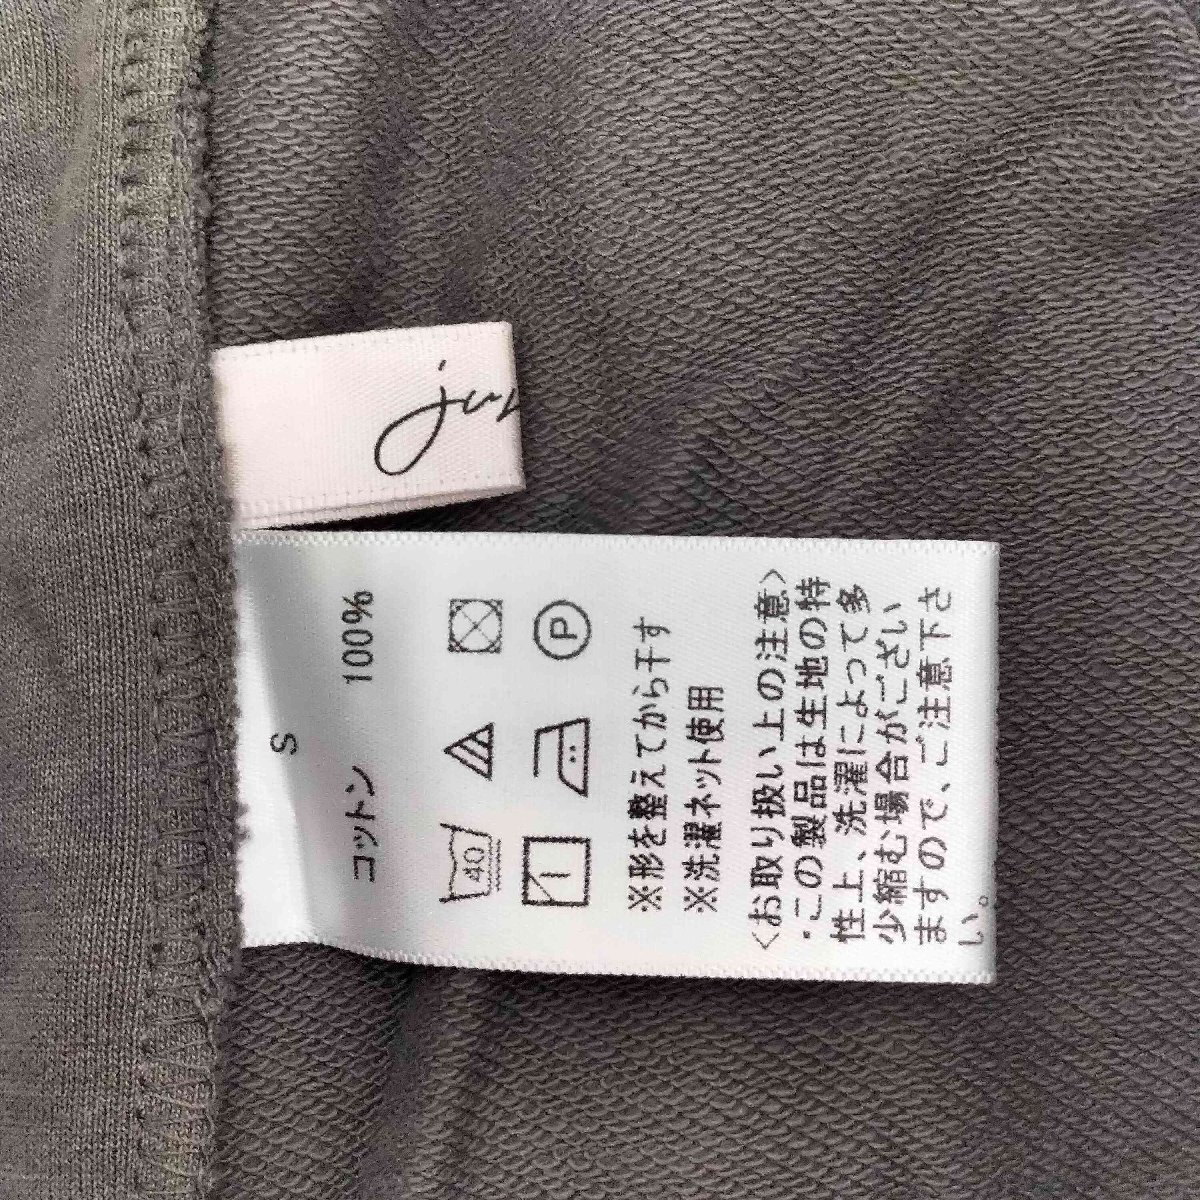 S
コットン 100%
40
P
※形を整えてから干す
※洗濯ネット使用
<お取り扱い上の注意>
・この製品は生地の特
性上、洗濯によって多
少縮む場合がござい
ますので、ご注意下さ
い。